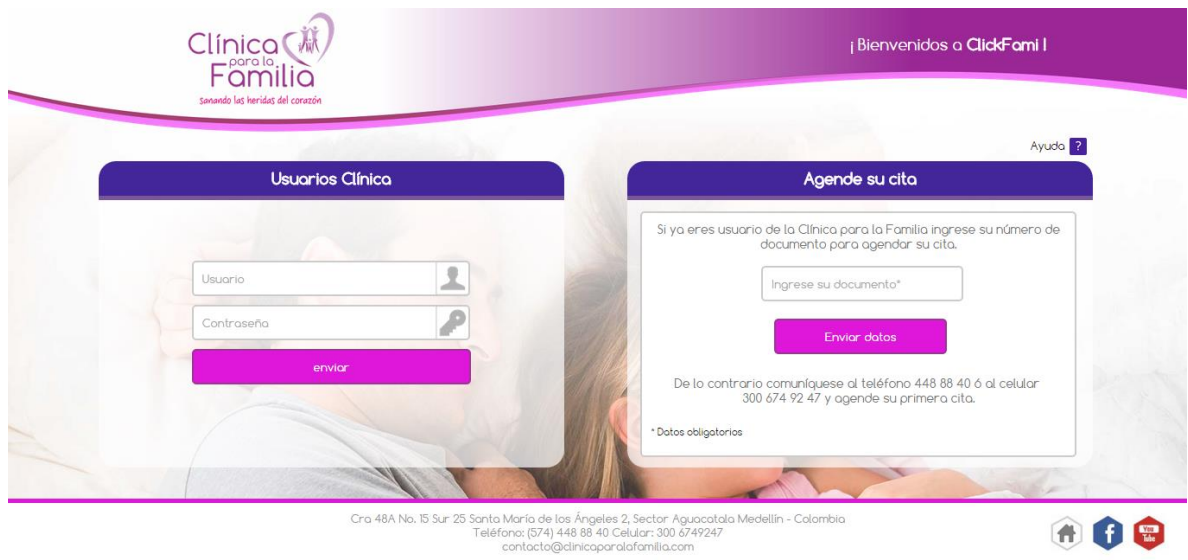 Clínica
para la
Familia
sanando las heridas del corazón
¡ Bienvenidos a ClickFami !
Ayuda ?
Usuarios Clínica
Usuario
Contraseña
enviar
Agende su cita
Si ya eres usuario de la Clínica para la Familia ingrese su número de
documento para agendar su cita.
Ingrese su documento*
Enviar datos
De lo contrario comuníquese al teléfono 448 88 40 ó al celular
300 674 92 47 y agende su primera cita.
* Datos obligatorios
Cra 48A No. 15 Sur 25 Santa María de los Ángeles 2, Sector Aguacatala Medellín - Colombia
Teléfono: (574) 448 88 40 Celular: 300 6749247
contacto@clinicaparalafamilia.com
f
You
Tube